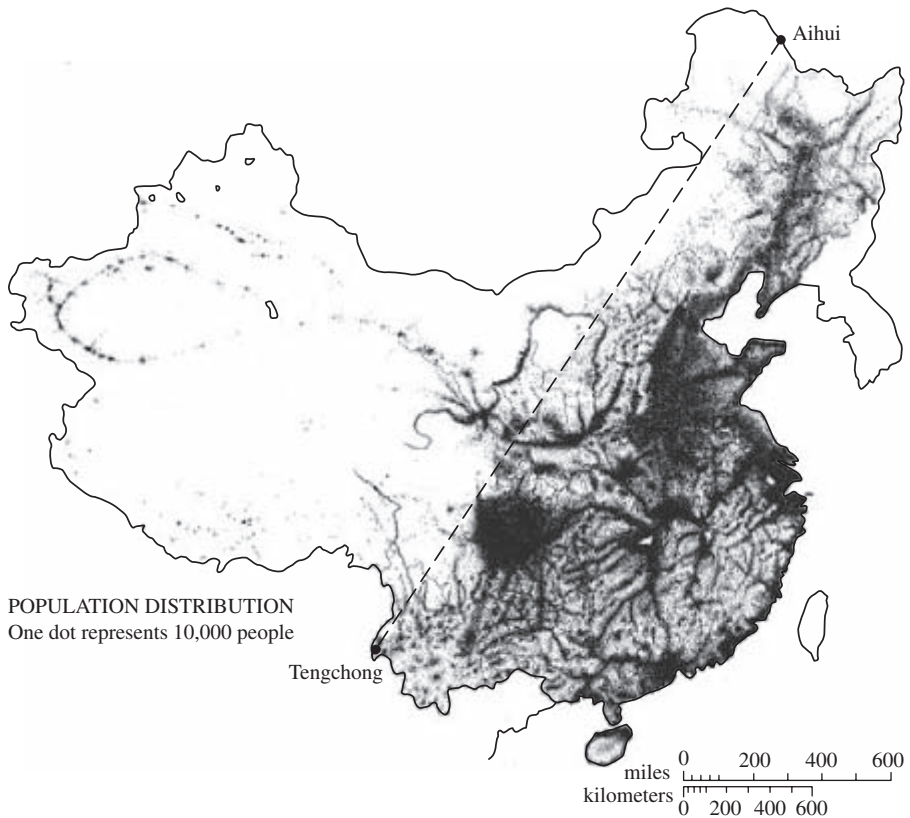 Aihui
POPULATION DISTRIBUTION
One dot represents 10,000 people
Tengchong
0 200 400 600
miles
kilometers
0 200 400 600